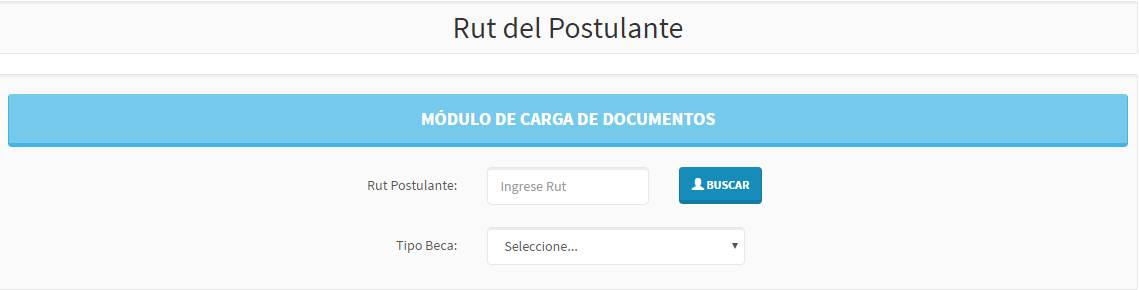 Rut del Postulante
MÓDULO DE CARGA DE DOCUMENTOS
Rut Postulante: Ingrese Rut BUSCAR
Tipo Beca: Seleccione...